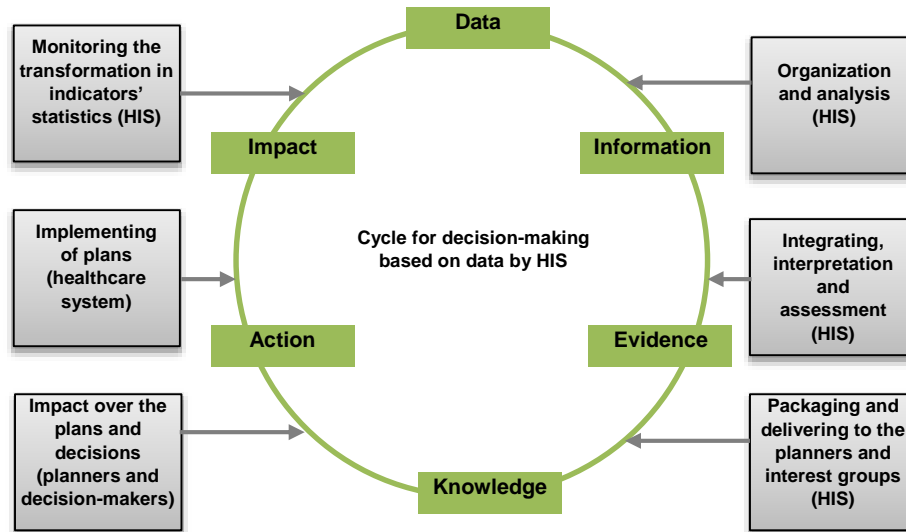 Data
Monitoring the
transformation in
indicators’
statistics (HIS)
Organization
and analysis
(HIS)
Impact
Information
Implementing
of plans
(healthcare
system)
Cycle for decision-making
based on data by HIS
Integrating,
interpretation
and
assessment
(HIS)
Action
Evidence
Impact over the
plans and
decisions
(planners and
decision-makers)
Packaging and
delivering to the
planners and
interest groups
(HIS)
Knowledge